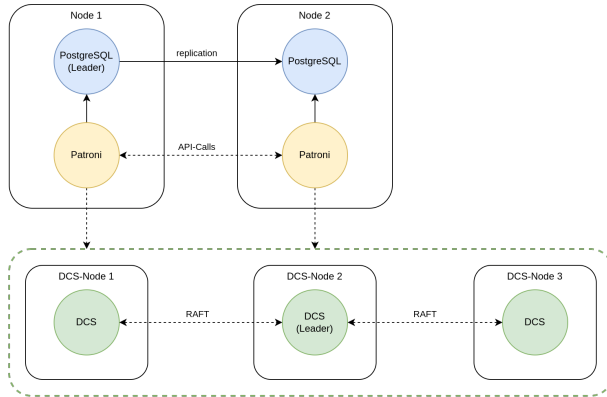 Node 1
Node 2
PostgreSQL
(Leader)
replication
PostgreSQL
Patroni
API-Calls
Patroni
DCS-Node 1
DCS-Node 2
DCS-Node 3
DCS
RAFT
DCS
(Leader)
RAFT
DCS